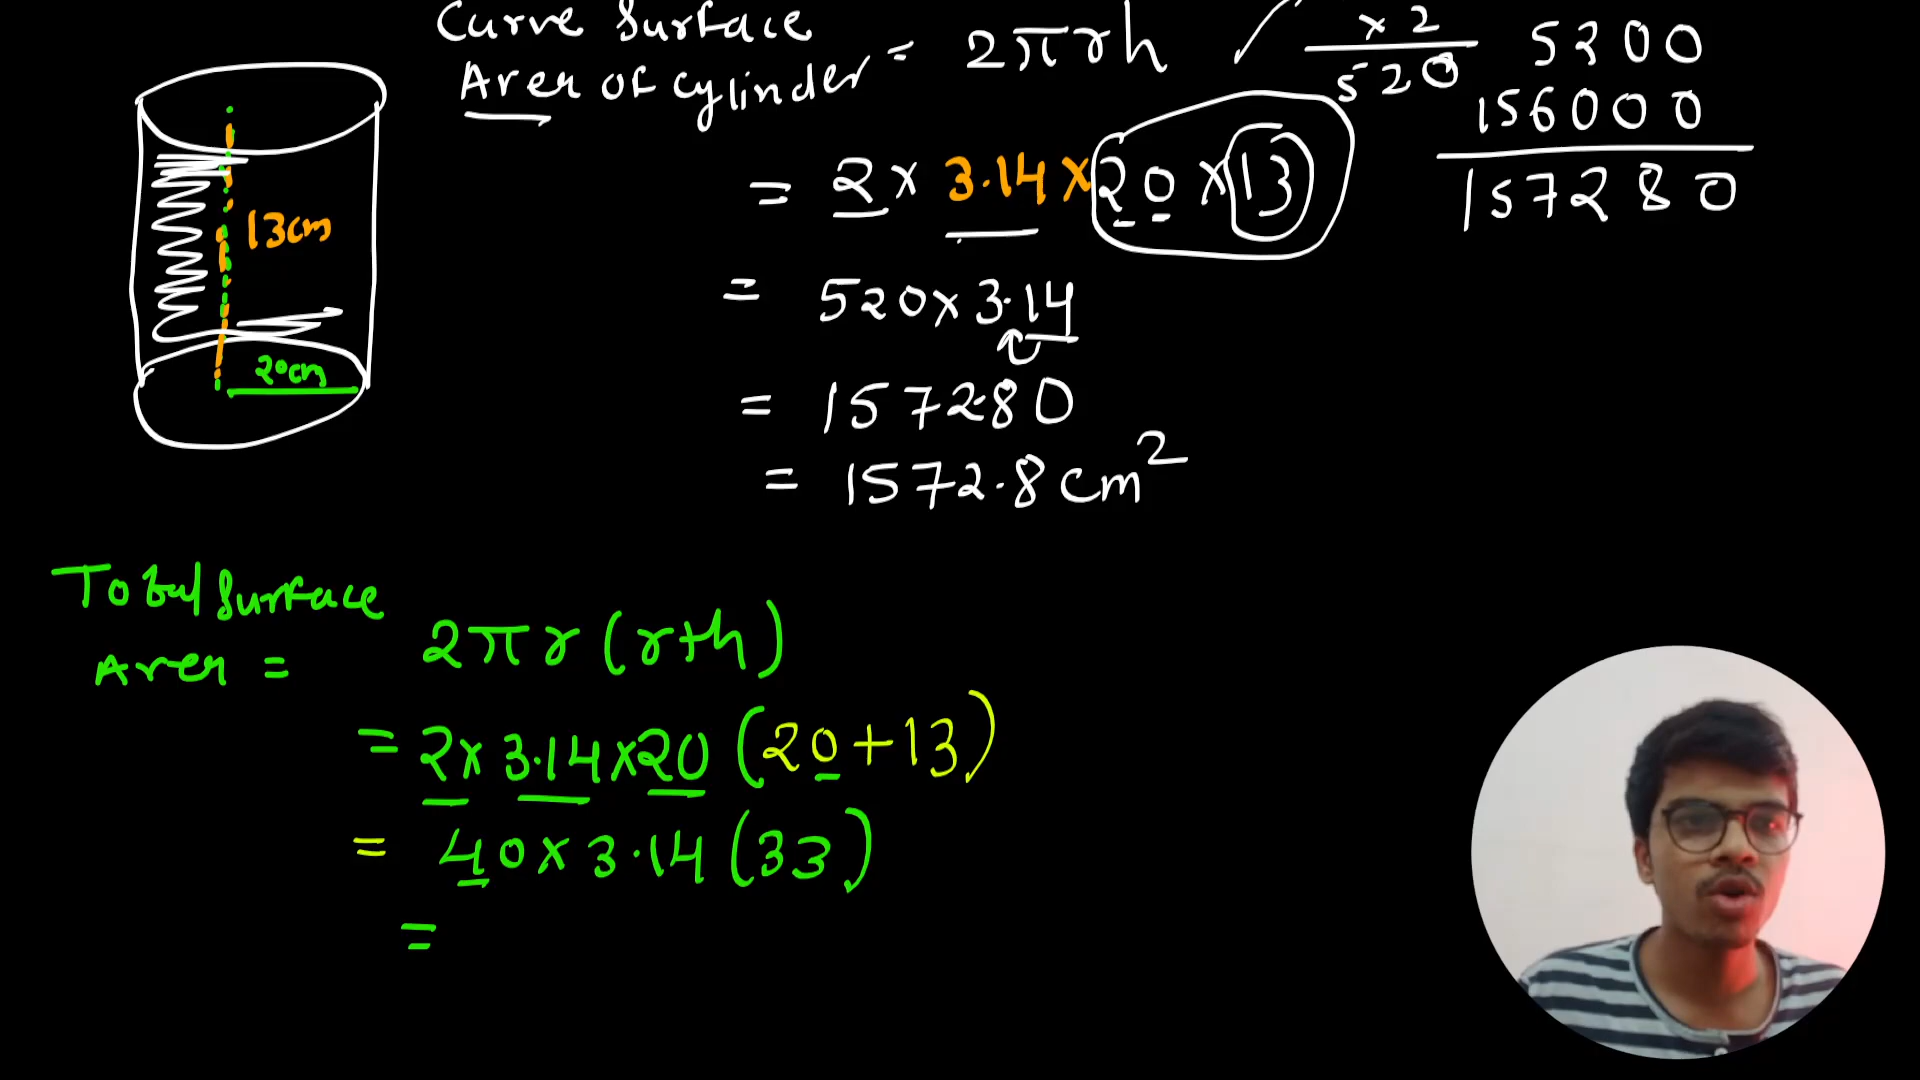 Curve Surface
Area of cylinder = 2πrh
= 2 × 3.14 × 20 × 13
= 520 × 3.14
= 1572.80
= 1572.8 cm²
× 2
520
5200
156000
157280
13cm
20cm
Total Surface
Area = 2πr (r+h)
= 2 × 3.14 × 20 (20 + 13)
= 40 × 3.14 (33)
=